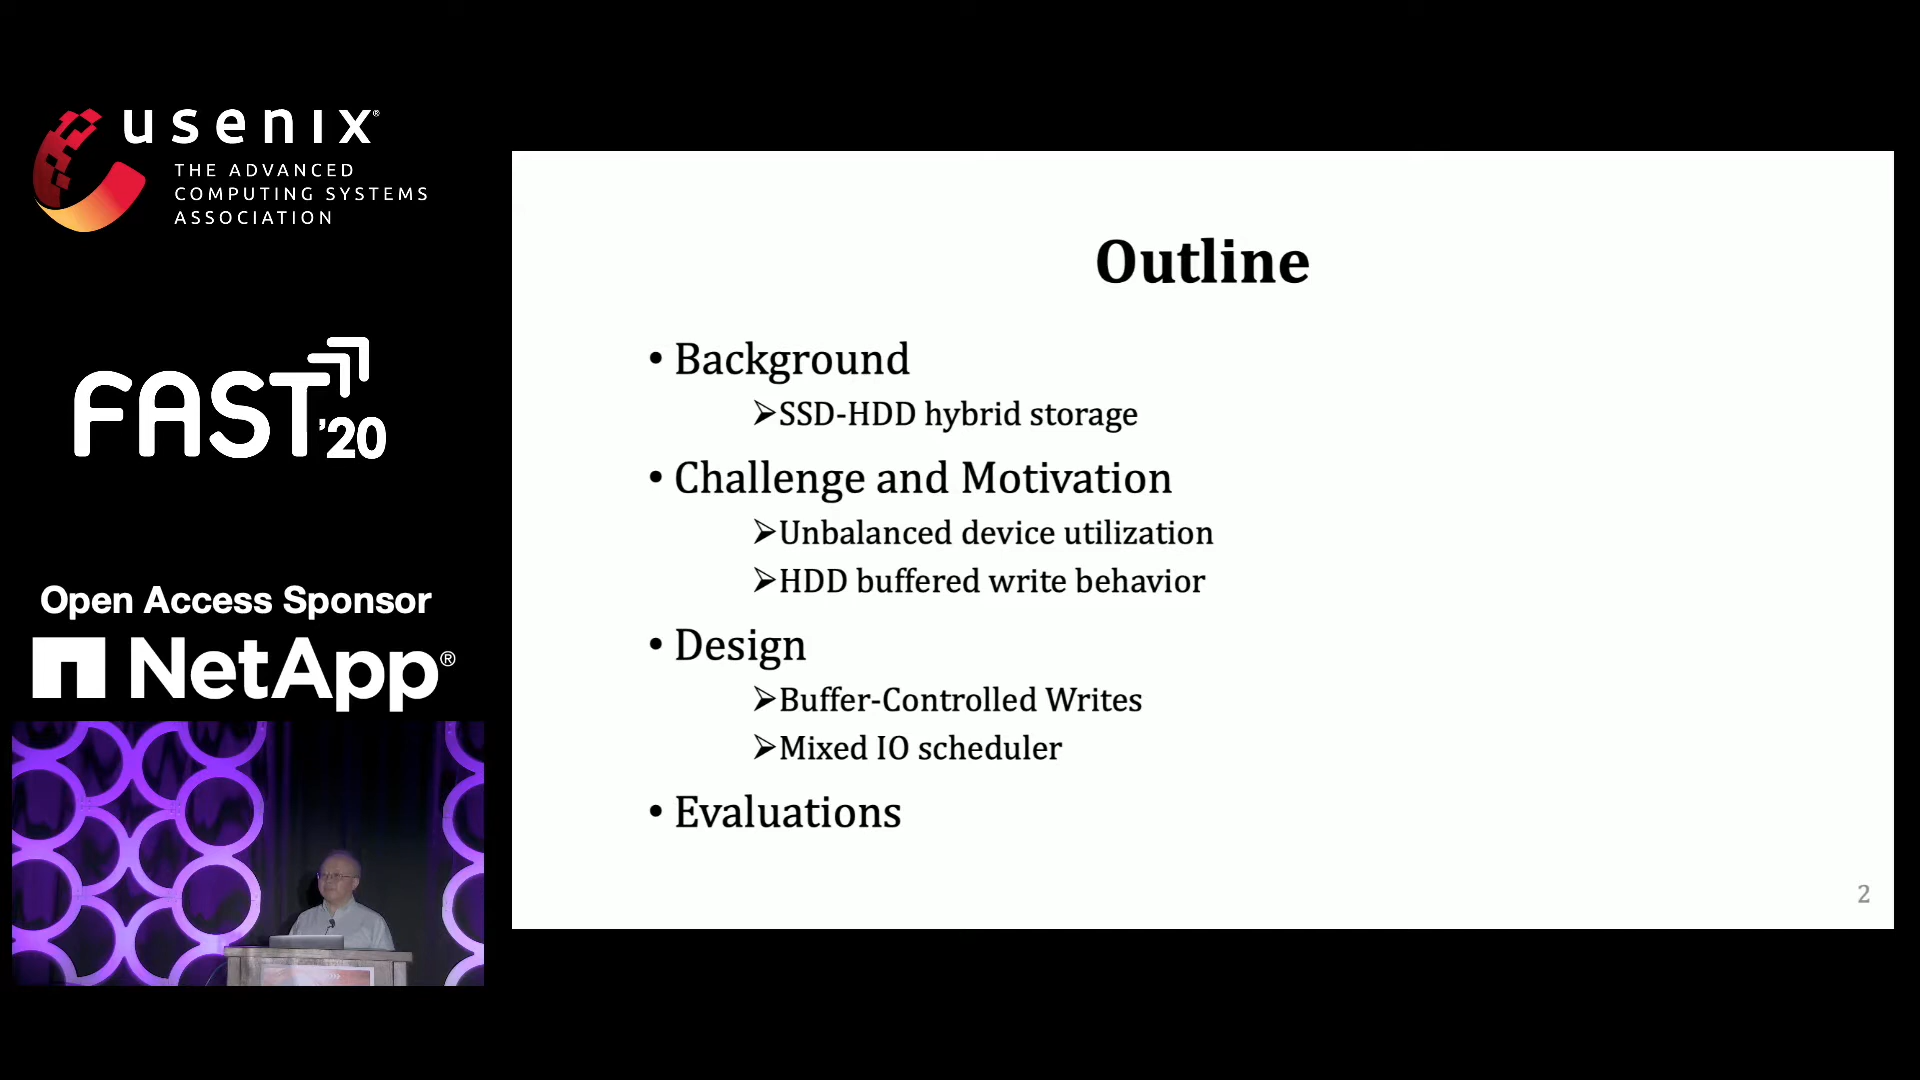 usenix®
THE ADVANCED
COMPUTING SYSTEMS
ASSOCIATION
FAST '20
Open Access Sponsor
NetApp®
Outline
• Background
➢SSD-HDD hybrid storage
• Challenge and Motivation
➢Unbalanced device utilization
➢HDD buffered write behavior
• Design
➢Buffer-Controlled Writes
➢Mixed IO scheduler
• Evaluations
2